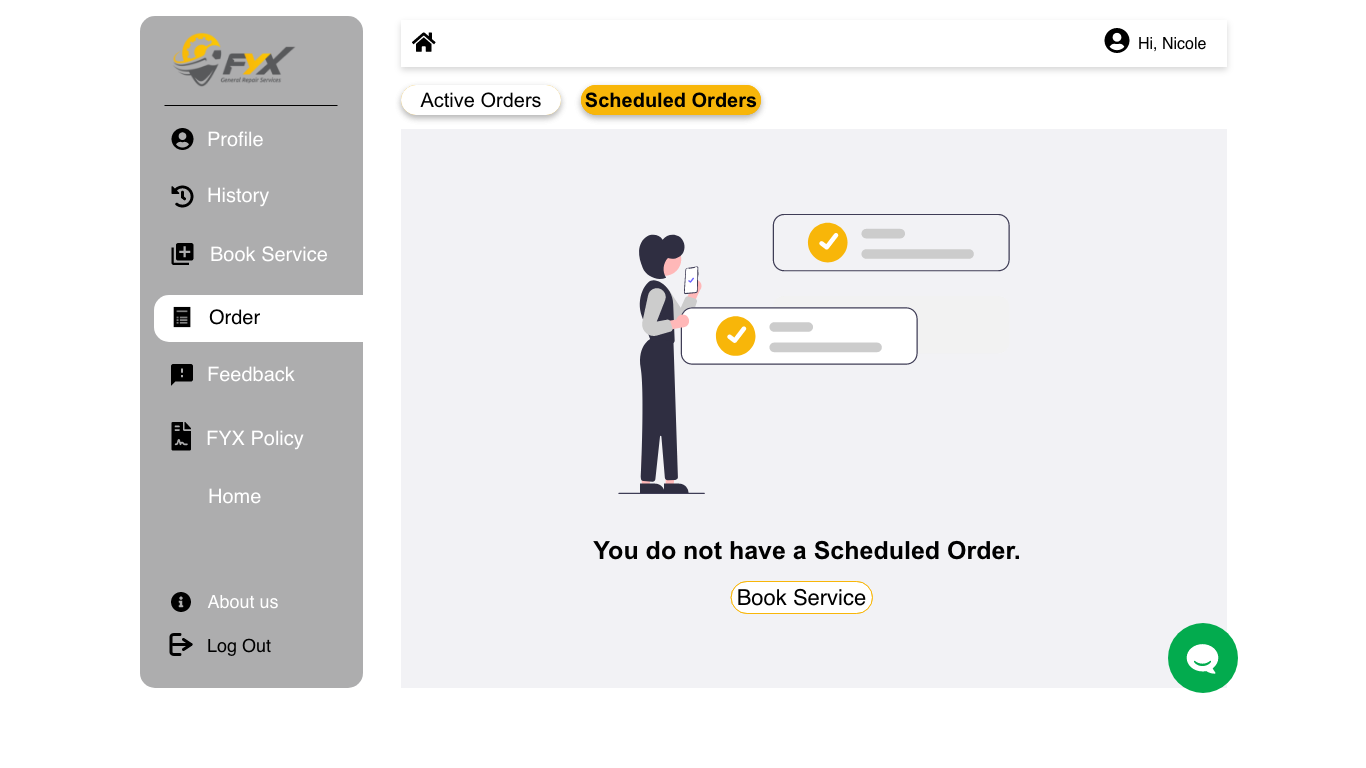 FYX
General Repair Services
Profile
History
Book Service
Order
Feedback
FYX Policy
Home
About us
Log Out
Hi, Nicole
Active Orders
Scheduled Orders
You do not have a Scheduled Order.
Book Service